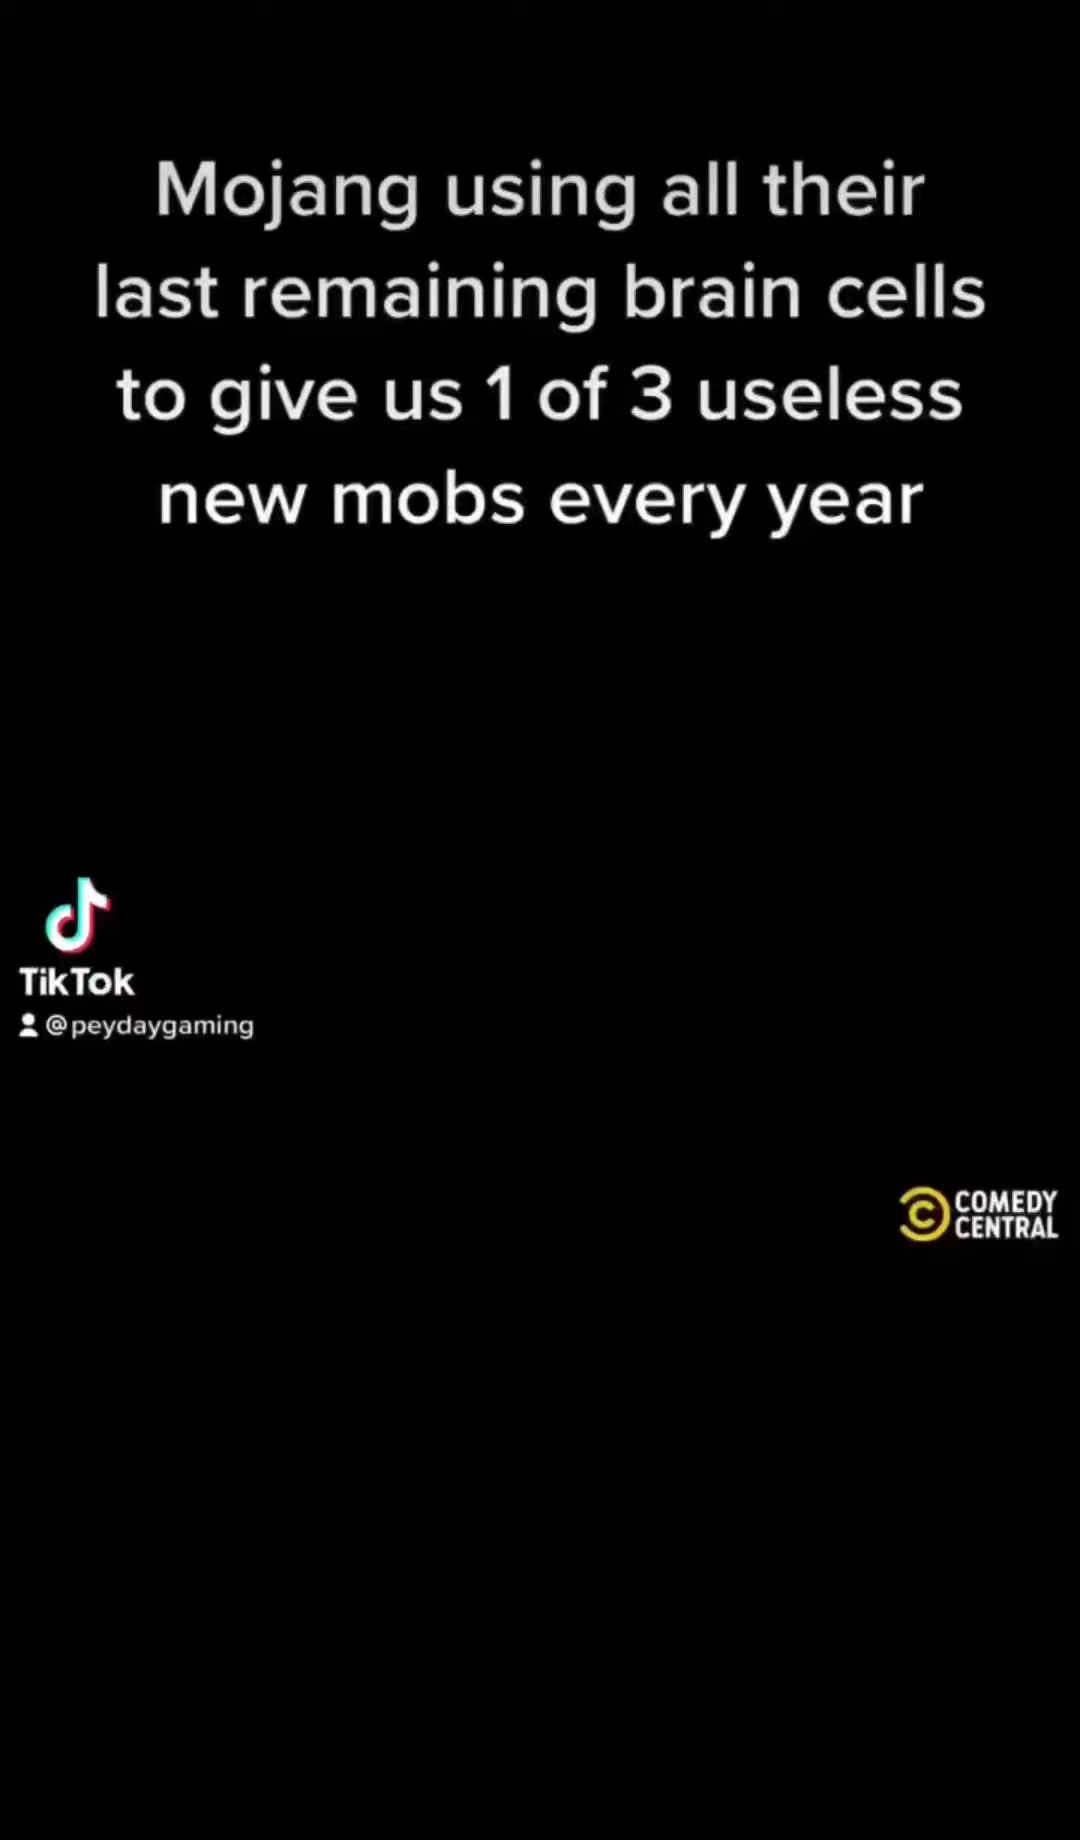 Mojang using all their
last remaining brain cells
to give us 1 of 3 useless
new mobs every year
TikTok
@peydaygaming
COMEDY
CENTRAL